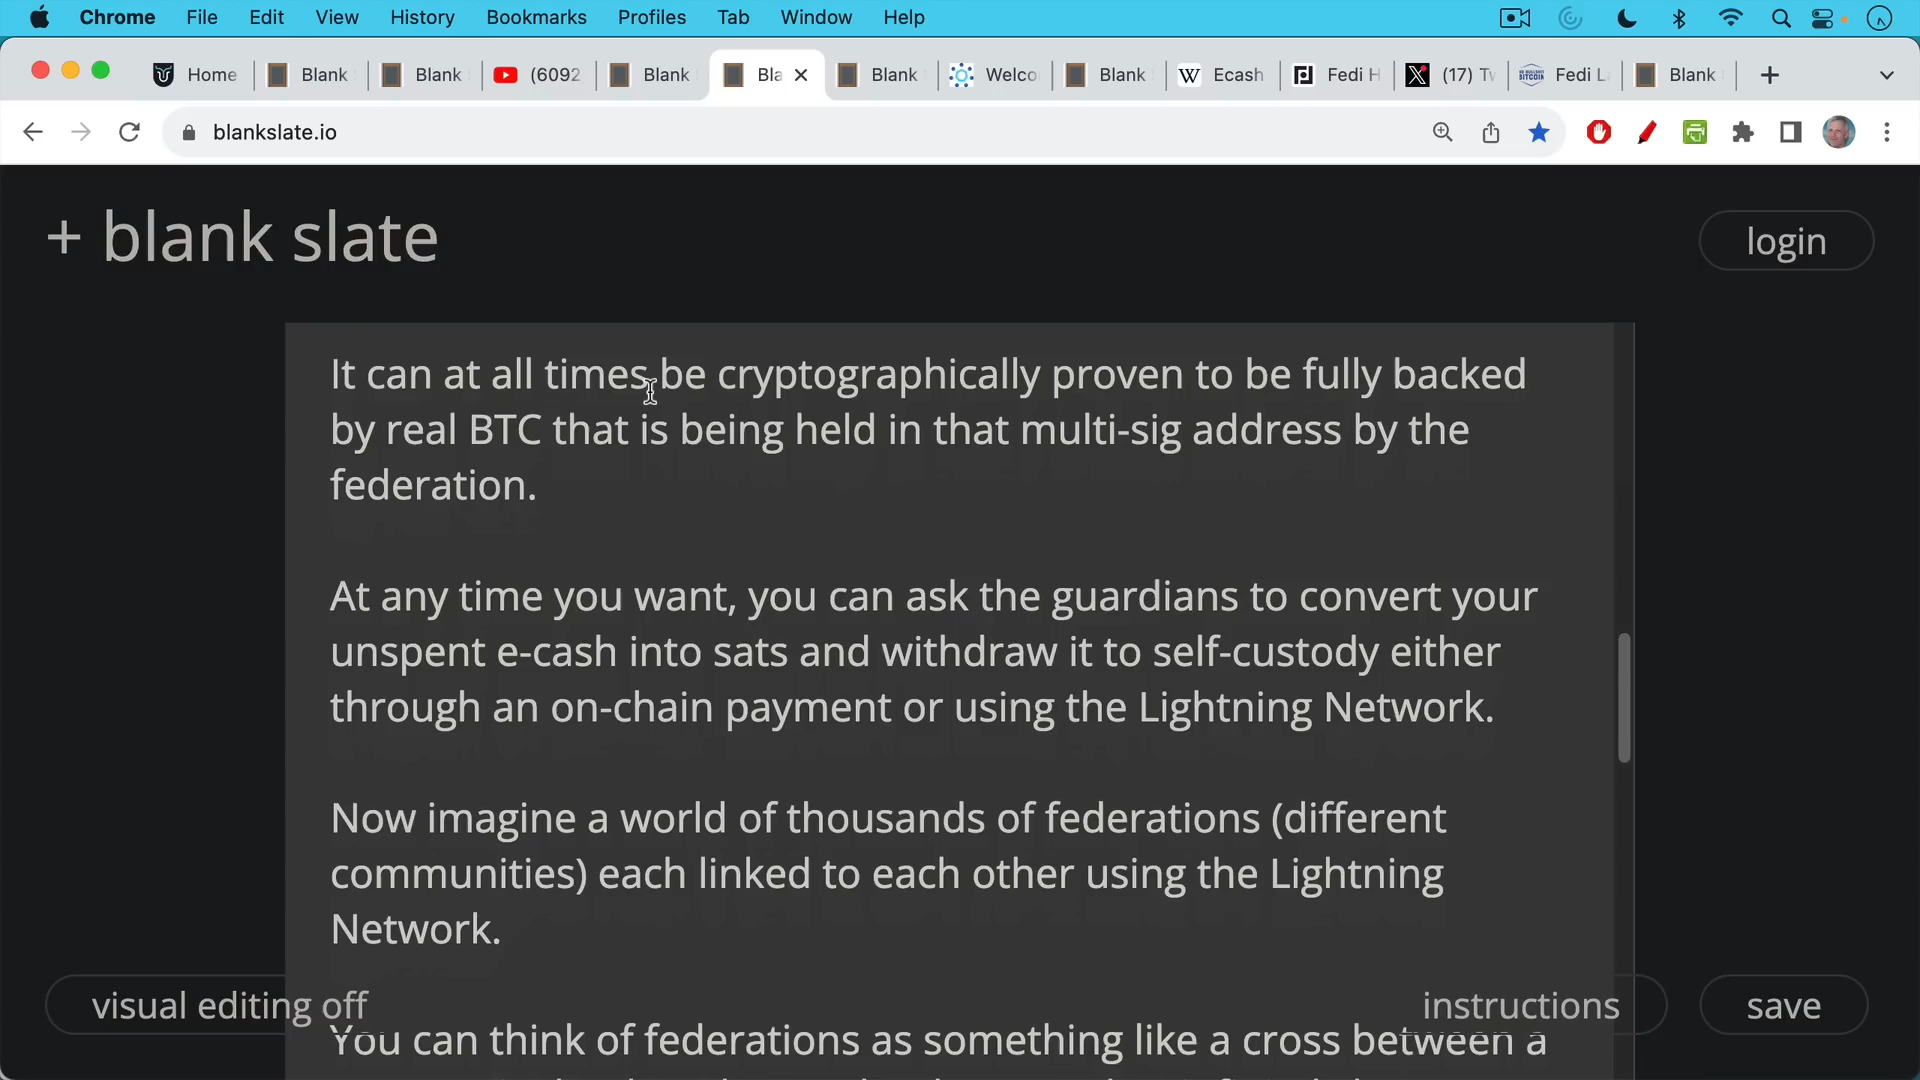 Chrome File Edit View History Bookmarks Profiles Tab Window Help
Home Blank Blank (6092 Blank Bla Blank Welco Blank Ecash Fedi H (17) Tw Fedi L Blank
blankslate.io
+ blank slate
login
It can at all times be cryptographically proven to be fully backed
by real BTC that is being held in that multi-sig address by the
federation.
At any time you want, you can ask the guardians to convert your
unspent e-cash into sats and withdraw it to self-custody either
through an on-chain payment or using the Lightning Network.
Now imagine a world of thousands of federations (different
communities) each linked to each other using the Lightning
Network.
visual editing off
instructions
save
You can think of federations as something like a cross between a